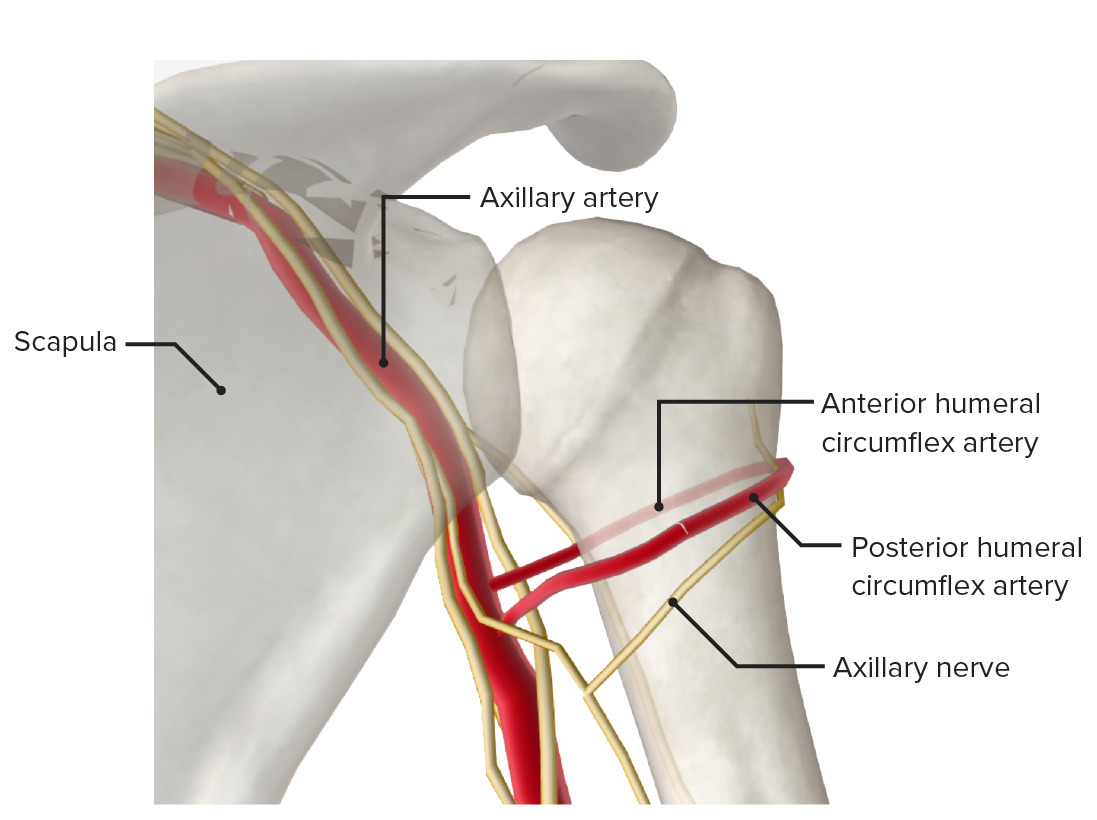 Axillary artery
Scapula
Anterior humeral
circumflex artery
Posterior humeral
circumflex artery
Axillary nerve